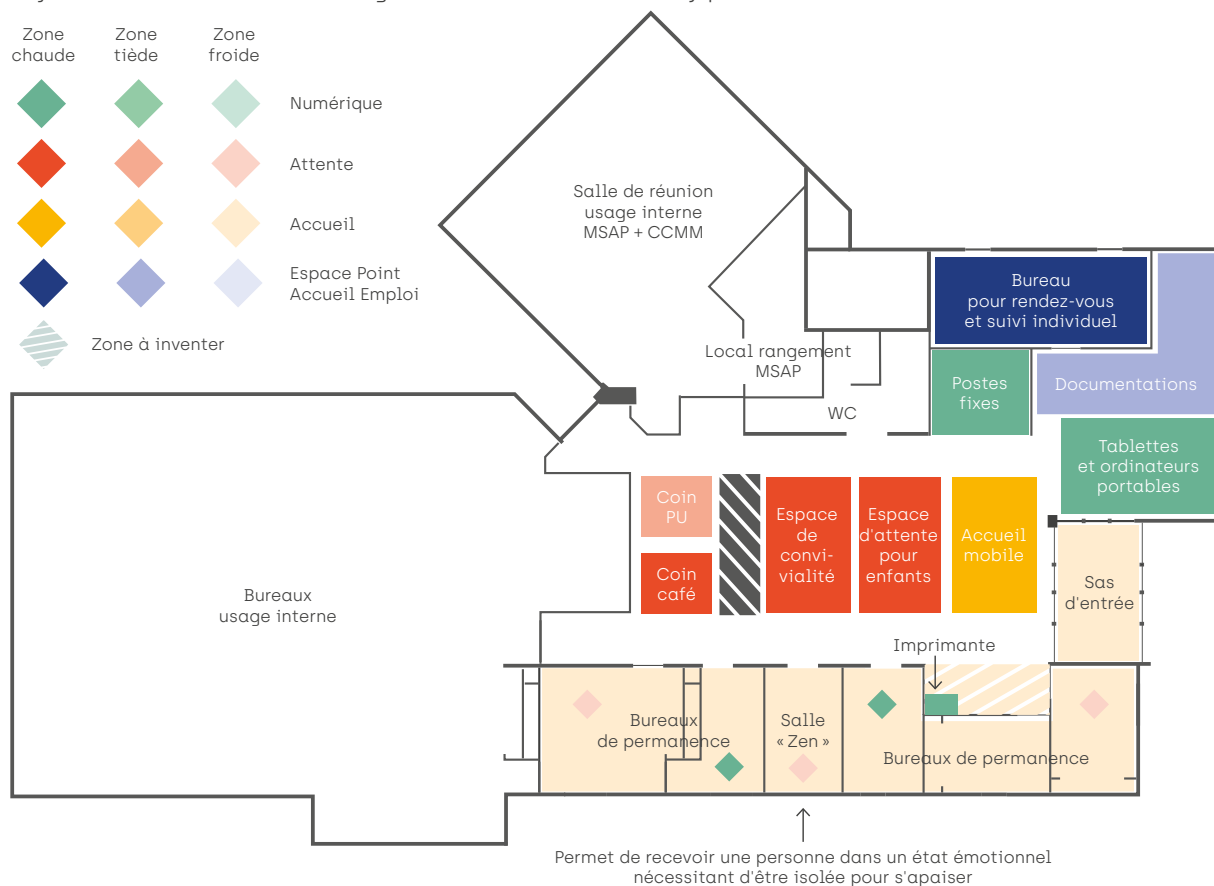 Zone
chaude
Zone
tiède
Zone
froide
Numérique
Attente
Accueil
Espace Point
Accueil Emploi
Zone à inventer
Salle de réunion
usage interne
MSAP + CCMM
Bureau
pour rendez-vous
et suivi individuel
Local rangement
MSAP
Postes
fixes
Documentations
WC
Tablettes
et ordinateurs
portables
Coin
PU
Coin
café
Espace
de
convi-
vialité
Espace
d'attente
pour
enfants
Accueil
mobile
Sas
d'entrée
Bureaux
usage interne
Imprimante
Bureaux
de permanence
Salle
« Zen »
Bureaux de permanence
Permet de recevoir une personne dans un état émotionnel
nécessitant d'être isolée pour s'apaiser